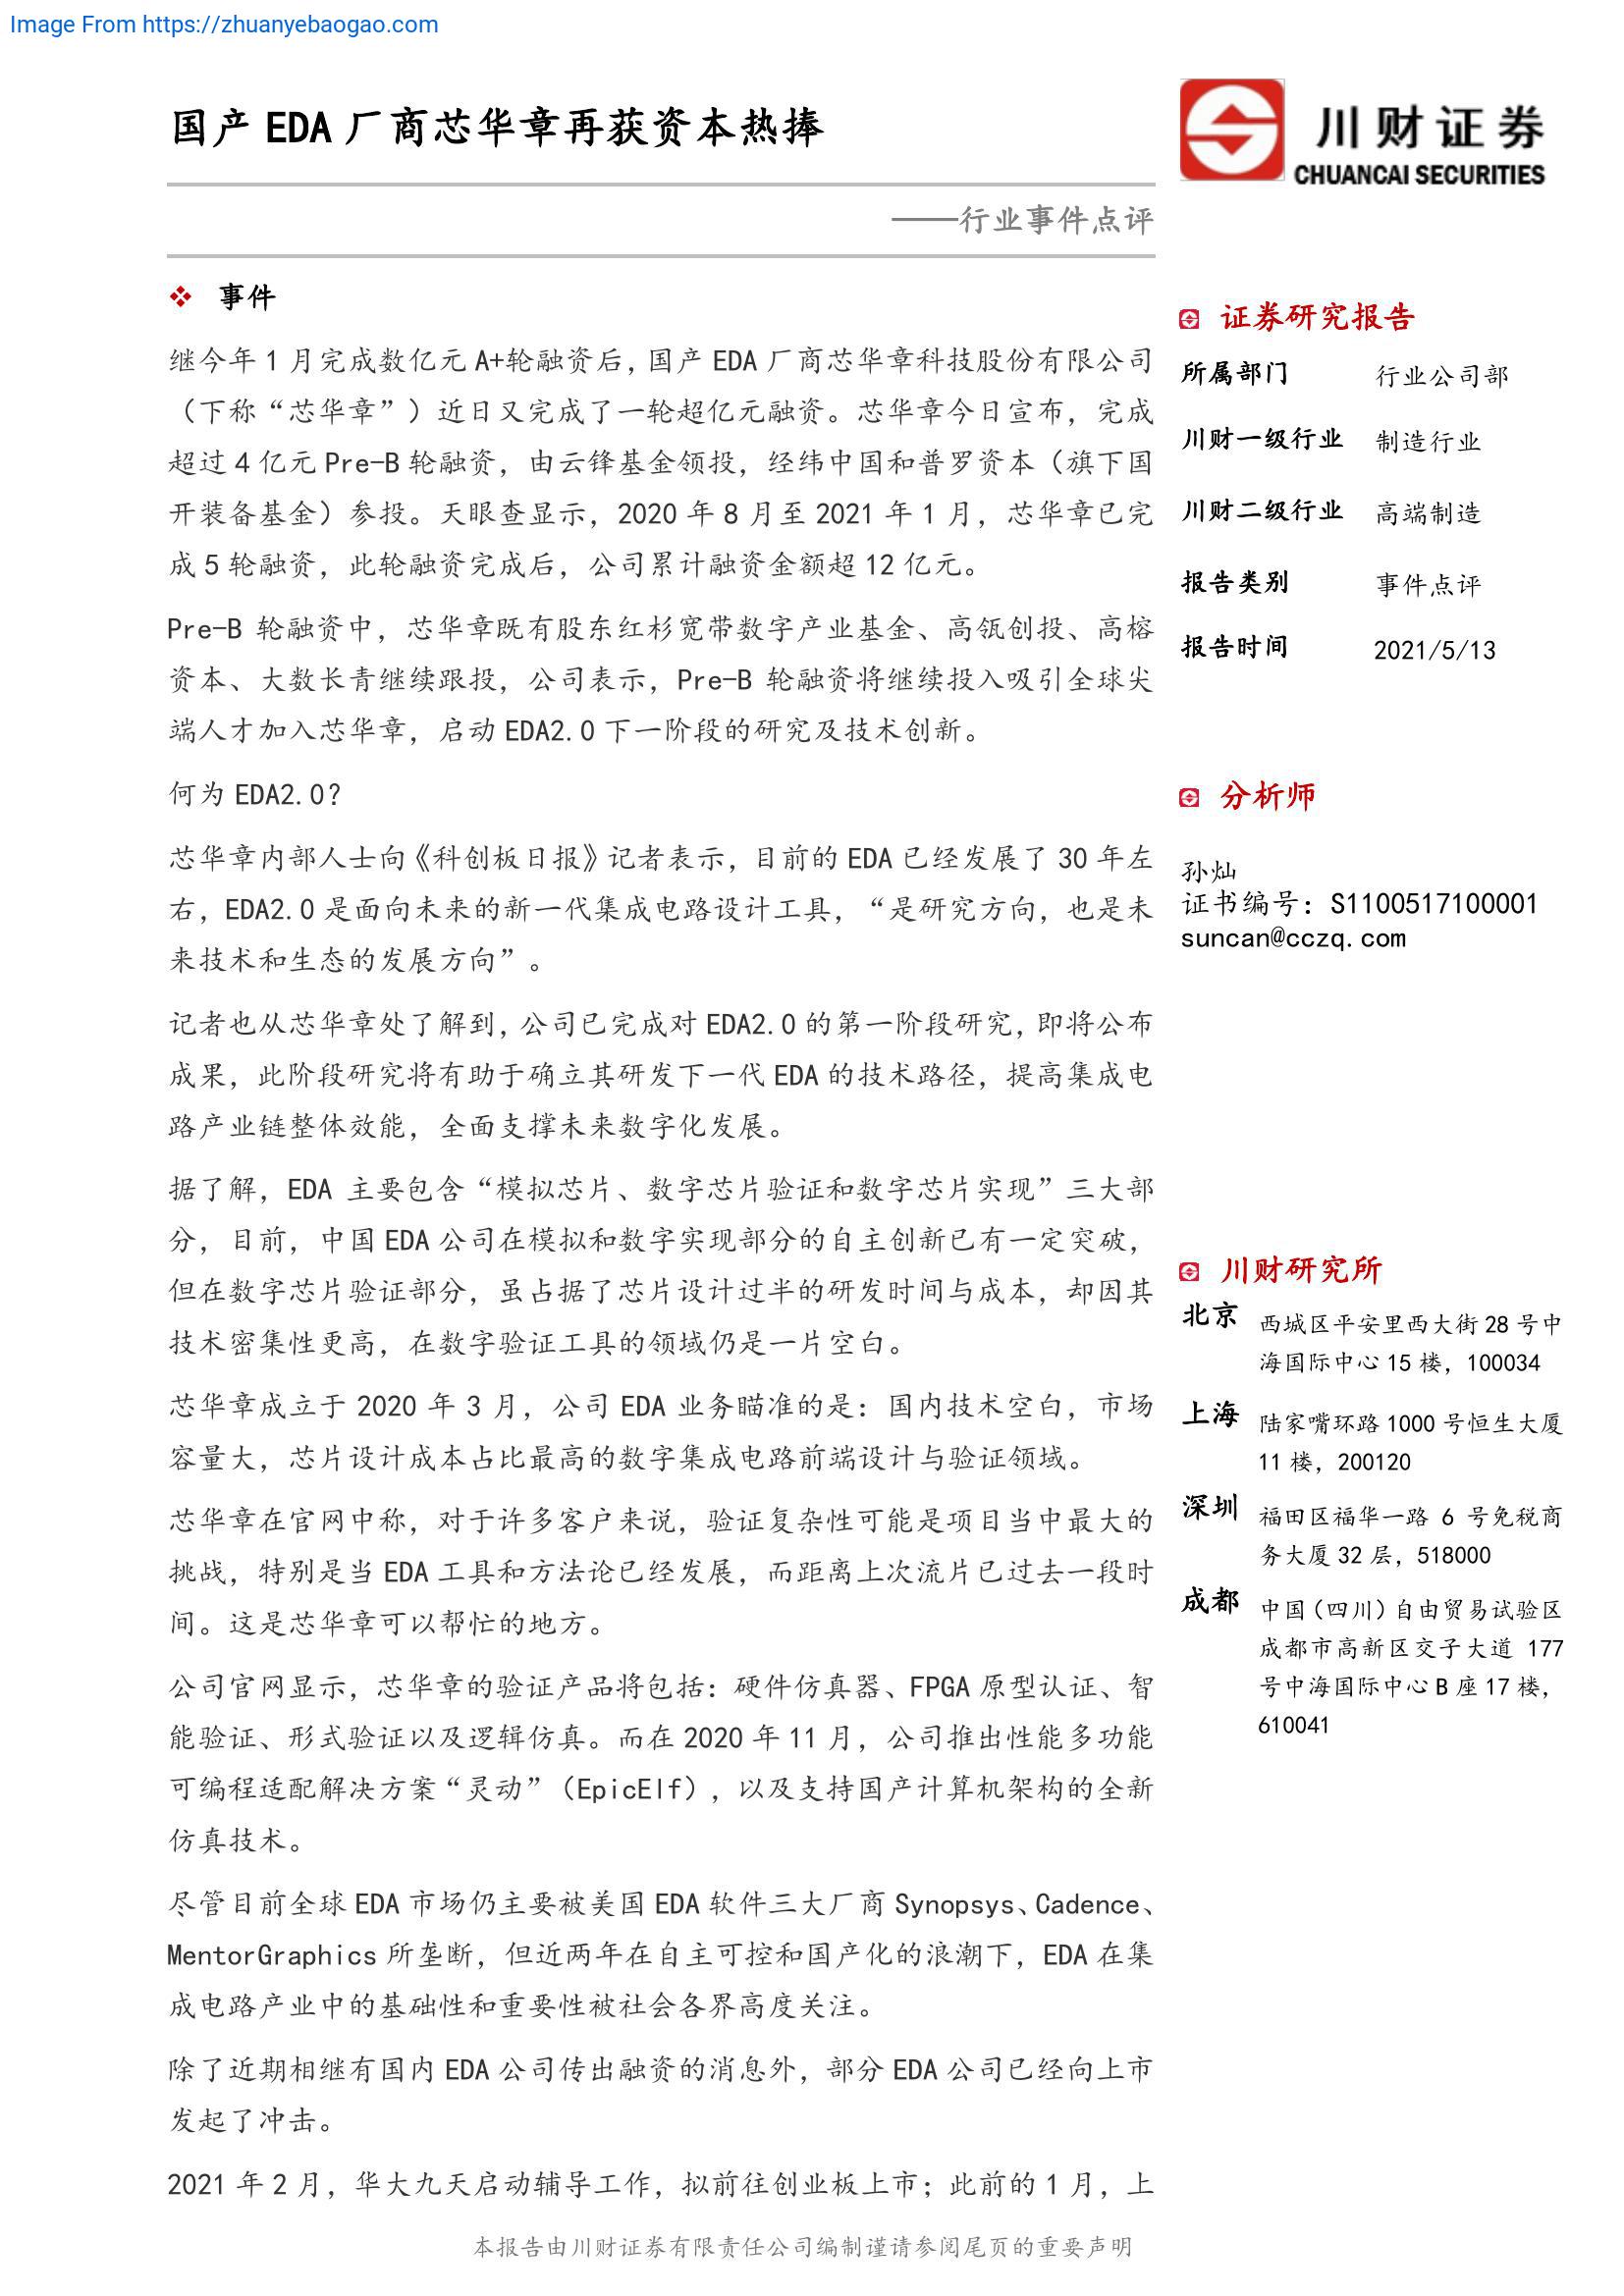 Image From https://zhuanyebaogao.com
国产 EDA 厂商芯华章再获资本热捧
川财证券
CHUANCAI SECURITIES
——行业事件点评
❖ 事件
继今年 1 月完成数亿元 A+轮融资后，国产 EDA 厂商芯华章科技股份有限公司
（下称“芯华章”）近日又完成了一轮超亿元融资。芯华章今日宣布，完成
超过 4 亿元 Pre-B 轮融资，由云锋基金领投，经纬中国和普罗资本（旗下国
开装备基金）参投。天眼查显示，2020 年 8 月至 2021 年 1 月，芯华章已完
成 5 轮融资，此轮融资完成后，公司累计融资金额超 12 亿元。
Pre-B 轮融资中，芯华章既有股东红杉宽带数字产业基金、高瓴创投、高榕
资本、大数长青继续跟投，公司表示，Pre-B 轮融资将继续投入吸引全球尖
端人才加入芯华章，启动 EDA2.0 下一阶段的研究及技术创新。
何为 EDA2.0？
芯华章内部人士向《科创板日报》记者表示，目前的 EDA 已经发展了 30 年左
右，EDA2.0 是面向未来的新一代集成电路设计工具，“是研究方向，也是未
来技术和生态的发展方向”。
记者也从芯华章处了解到，公司已完成对 EDA2.0 的第一阶段研究，即将公布
成果，此阶段研究将有助于确立其研发下一代 EDA 的技术路径，提高集成电
路产业链整体效能，全面支撑未来数字化发展。
据了解，EDA 主要包含“模拟芯片、数字芯片验证和数字芯片实现”三大部
分，目前，中国 EDA 公司在模拟和数字实现部分的自主创新已有一定突破，
但在数字芯片验证部分，虽占据了芯片设计过半的研发时间与成本，却因其
技术密集性更高，在数字验证工具的领域仍是一片空白。
芯华章成立于 2020 年 3 月，公司 EDA 业务瞄准的是：国内技术空白，市场
容量大，芯片设计成本占比最高的数字集成电路前端设计与验证领域。
芯华章在官网中称，对于许多客户来说，验证复杂性可能是项目当中最大的
挑战，特别是当 EDA 工具和方法论已经发展，而距离上次流片已过去一段时
间。这是芯华章可以帮忙的地方。
公司官网显示，芯华章的验证产品将包括：硬件仿真器、FPGA 原型认证、智
能验证、形式验证以及逻辑仿真。而在 2020 年 11 月，公司推出性能多功能
可编程适配解决方案“灵动”（EpicElf），以及支持国产计算机架构的全新
仿真技术。
尽管目前全球 EDA 市场仍主要被美国 EDA 软件三大厂商 Synopsys、Cadence、
MentorGraphics 所垄断，但近两年在自主可控和国产化的浪潮下，EDA 在集
成电路产业中的基础性和重要性被社会各界高度关注。
除了近期相继有国内 EDA 公司传出融资的消息外，部分 EDA 公司已经向上市
发起了冲击。
2021 年 2 月，华大九天启动辅导工作，拟前往创业板上市；此前的 1 月，上
证券研究报告
所属部门 行业公司部
川财一级行业 制造行业
川财二级行业 高端制造
报告类别 事件点评
报告时间 2021/5/13
分析师
孙灿
证书编号：S1100517100001
suncan@cczq.com
川财研究所
北京 西城区平安里西大街 28 号中
海国际中心 15 楼，100034
上海 陆家嘴环路 1000 号恒生大厦
11 楼，200120
深圳 福田区福华一路 6 号免税商
务大厦 32 层，518000
成都 中国（四川）自由贸易试验区
成都市高新区交子大道 177
号中海国际中心 B 座 17 楼，
610041
本报告由川财证券有限责任公司编制谨请参阅尾页的重要声明